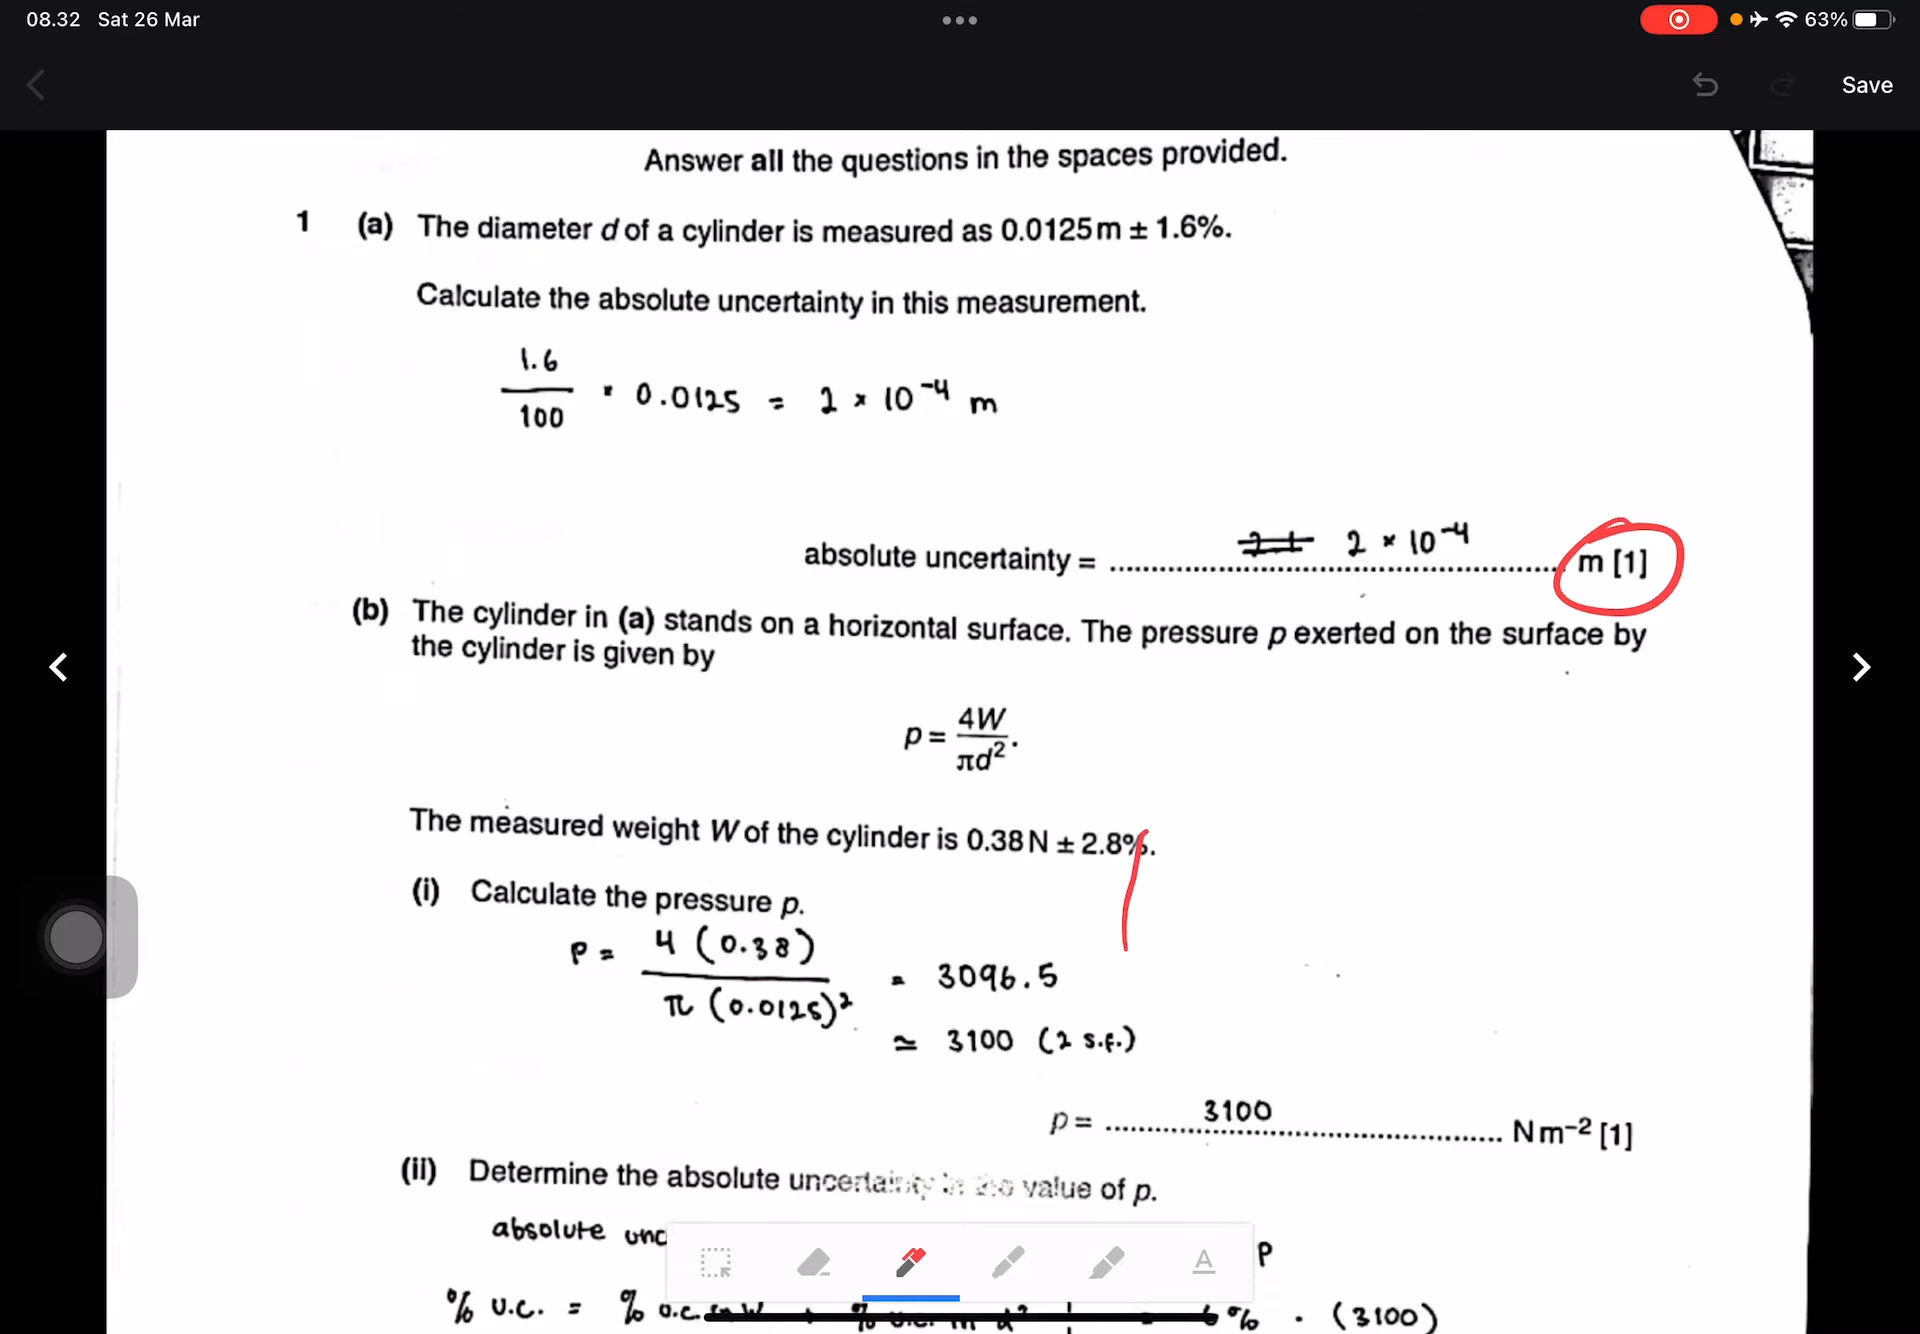 08.32 Sat 26 Mar
63%
Save
Answer all the questions in the spaces provided.
1 (a) The diameter d of a cylinder is measured as 0.0125 m ± 1.6%.
Calculate the absolute uncertainty in this measurement.
1.6
100
· 0.0125 = 2 × 10⁻⁴ m
absolute uncertainty = 2 × 10⁻⁴ m [1]
(b) The cylinder in (a) stands on a horizontal surface. The pressure p exerted on the surface by
the cylinder is given by
p = 4W
πd² .
The measured weight W of the cylinder is 0.38 N ± 2.8%.
(i) Calculate the pressure p.
P = 4 (0.38)
π (0.0125)²
= 3096.5
≃ 3100 (2 s.f.)
p = 3100 N m⁻² [1]
(ii) Determine the absolute uncertainty in the value of p.
absolute unc P
A
% u.c. = % u.c. in W + % u.c. in d² = 6% · (3100)